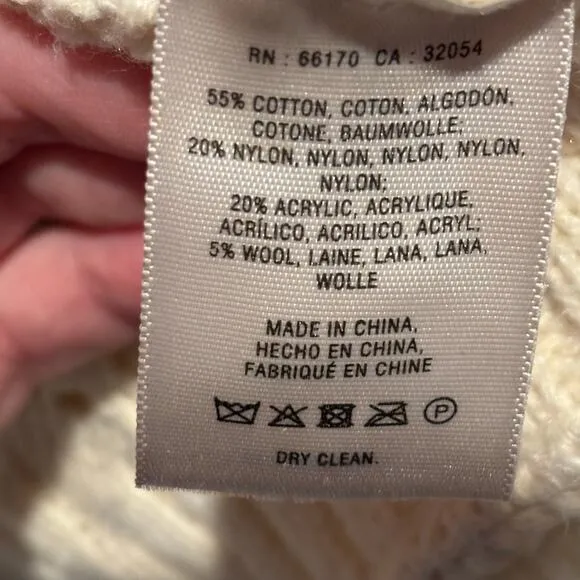 RN : 66170 CA : 32054
55% COTTON, COTON, ALGODÓN,
COTONE, BAUMWOLLE;
20% NYLON, NYLON, NYLON, NYLON,
NYLON;
20% ACRYLIC, ACRYLIQUE,
ACRÍLICO, ACRILICO, ACRYL;
5% WOOL, LAINE, LANA, LANA,
WOLLE
MADE IN CHINA,
HECHO EN CHINA,
FABRIQUÉ EN CHINE
P
DRY CLEAN.